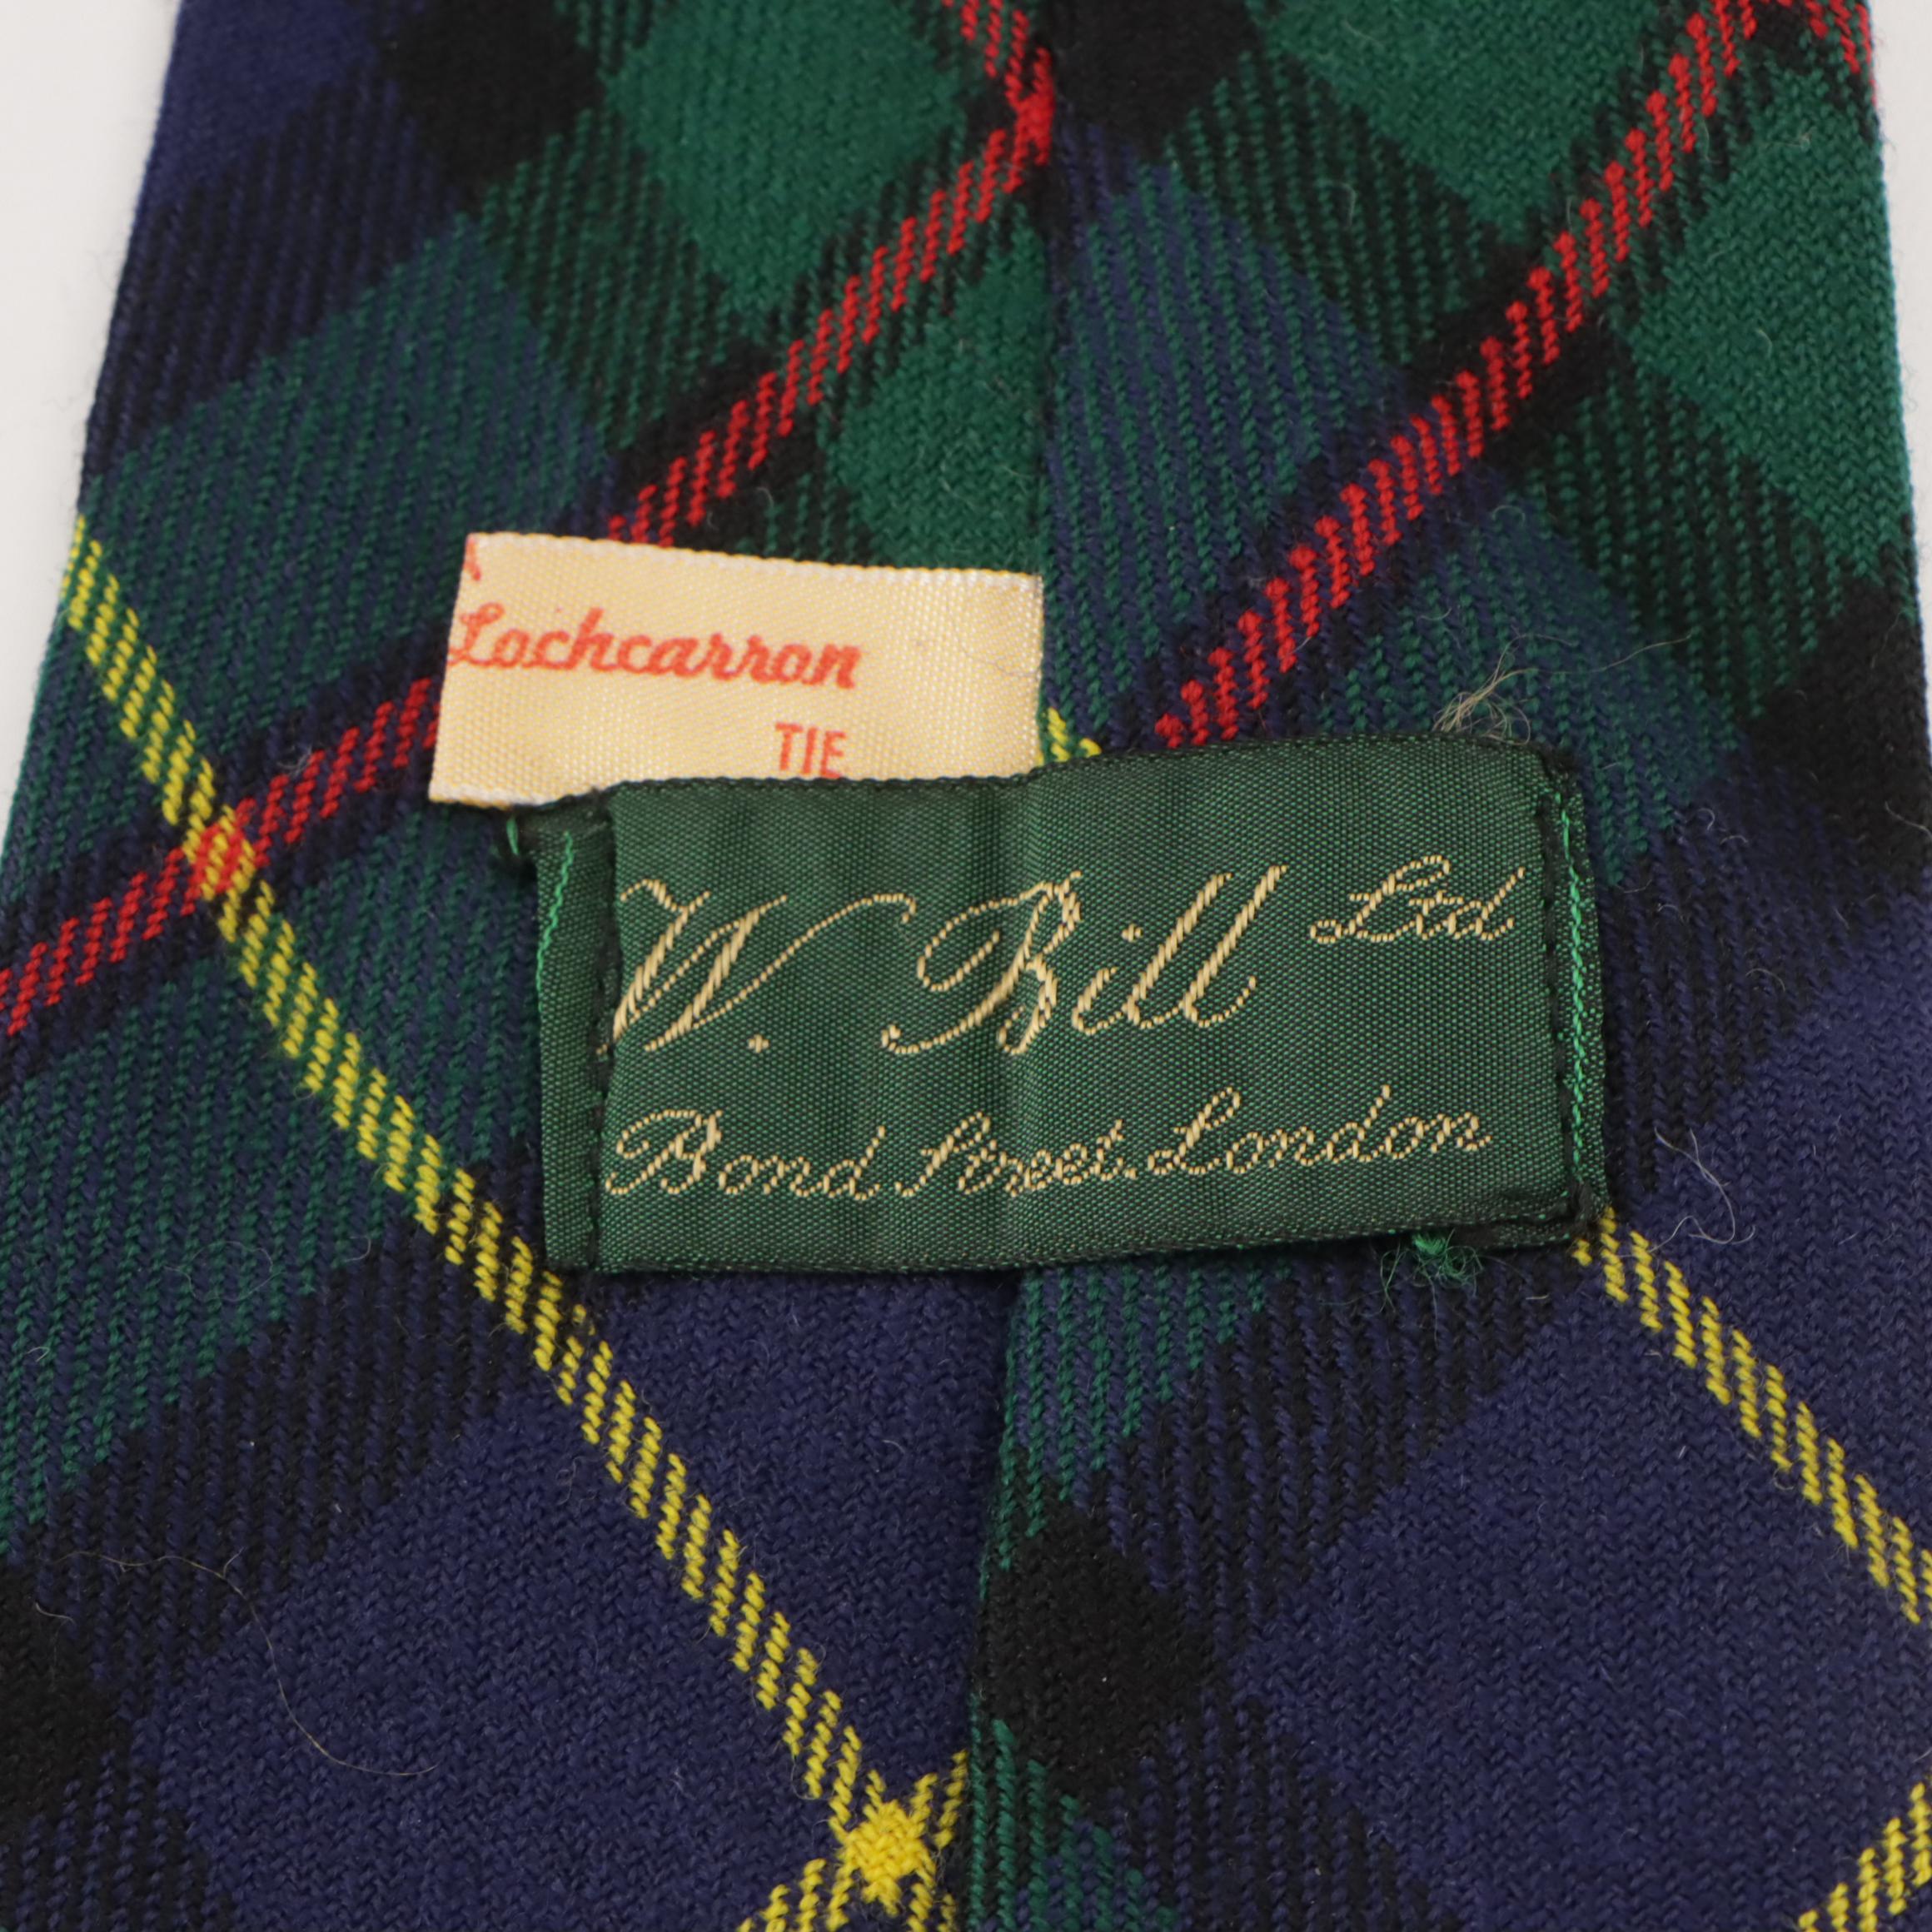 Lochcarron
TIE
W. Bill Ltd
Bond Street. London